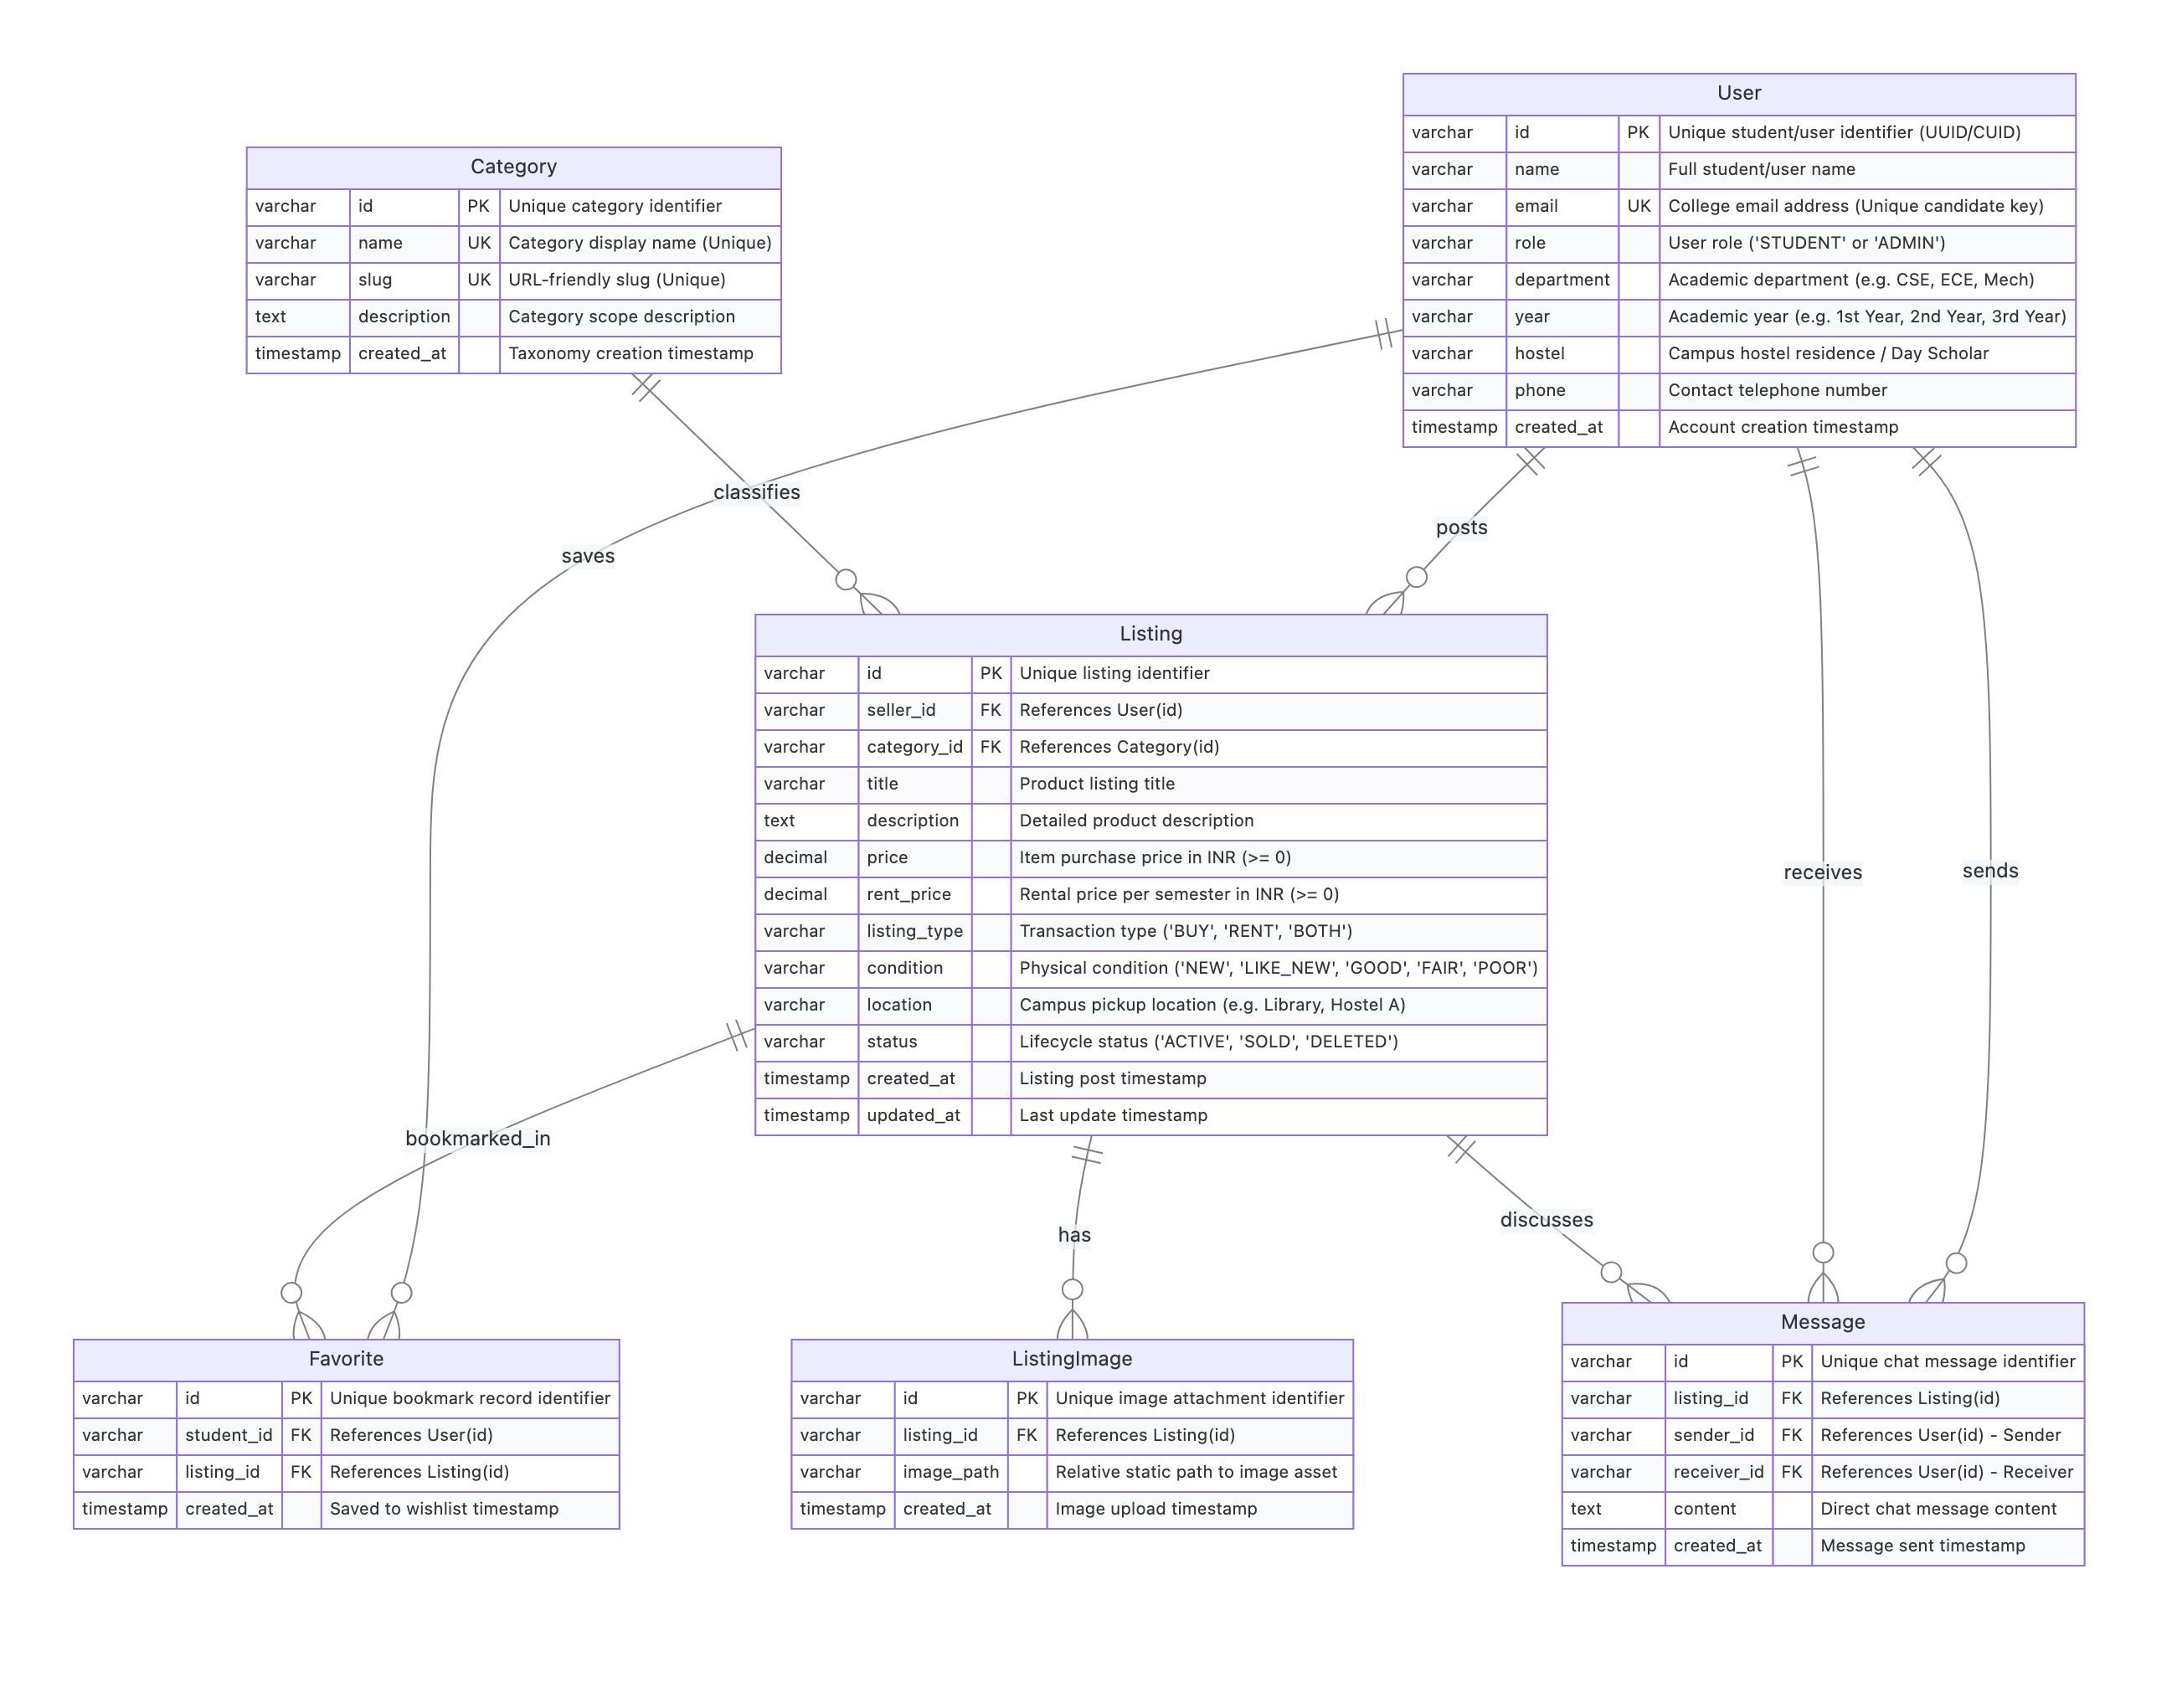 User
varchar id PK Unique student/user identifier (UUID/CUID)
varchar name Full student/user name
varchar email UK College email address (Unique candidate key)
varchar role User role ('STUDENT' or 'ADMIN')
varchar department Academic department (e.g. CSE, ECE, Mech)
varchar year Academic year (e.g. 1st Year, 2nd Year, 3rd Year)
varchar hostel Campus hostel residence / Day Scholar
varchar phone Contact telephone number
timestamp created_at Account creation timestamp
Category
varchar id PK Unique category identifier
varchar name UK Category display name (Unique)
varchar slug UK URL-friendly slug (Unique)
text description Category scope description
timestamp created_at Taxonomy creation timestamp
classifies
posts
saves
Listing
varchar id PK Unique listing identifier
varchar seller_id FK References User(id)
varchar category_id FK References Category(id)
varchar title Product listing title
text description Detailed product description
decimal price Item purchase price in INR (>= 0)
decimal rent_price Rental price per semester in INR (>= 0)
varchar listing_type Transaction type ('BUY', 'RENT', 'BOTH')
varchar condition Physical condition ('NEW', 'LIKE_NEW', 'GOOD', 'FAIR', 'POOR')
varchar location Campus pickup location (e.g. Library, Hostel A)
varchar status Lifecycle status ('ACTIVE', 'SOLD', 'DELETED')
timestamp created_at Listing post timestamp
timestamp updated_at Last update timestamp
receives
sends
bookmarked_in
has
discusses
Favorite
varchar id PK Unique bookmark record identifier
varchar student_id FK References User(id)
varchar listing_id FK References Listing(id)
timestamp created_at Saved to wishlist timestamp
ListingImage
varchar id PK Unique image attachment identifier
varchar listing_id FK References Listing(id)
varchar image_path Relative static path to image asset
timestamp created_at Image upload timestamp
Message
varchar id PK Unique chat message identifier
varchar listing_id FK References Listing(id)
varchar sender_id FK References User(id) - Sender
varchar receiver_id FK References User(id) - Receiver
text content Direct chat message content
timestamp created_at Message sent timestamp